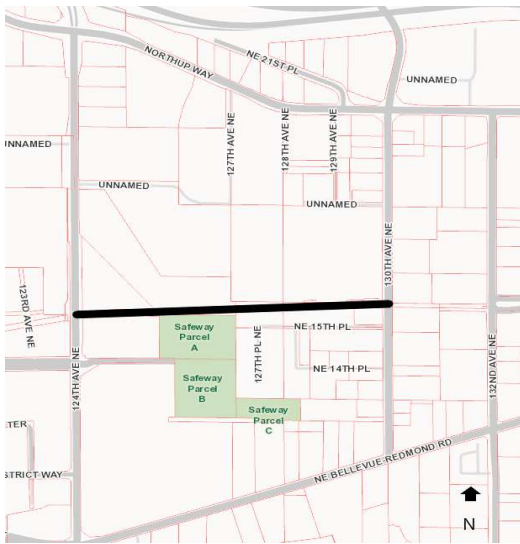 NE 21ST PL
NORTHUP WAY
UNNAMED
UNNAMED
127TH AVE NE
128TH AVE NE
129TH AVE NE
UNNAMED
UNNAMED
130TH AVE NE
123RD AVE NE
Safeway
Parcel
A
NE 15TH PL
127TH PL NE
124TH AVE NE
NE 14TH PL
132ND AVE NE
Safeway
Parcel
B
Safeway
Parcel
C
TER
STRICT WAY
NE BELLEVUE-REDMOND RD
N